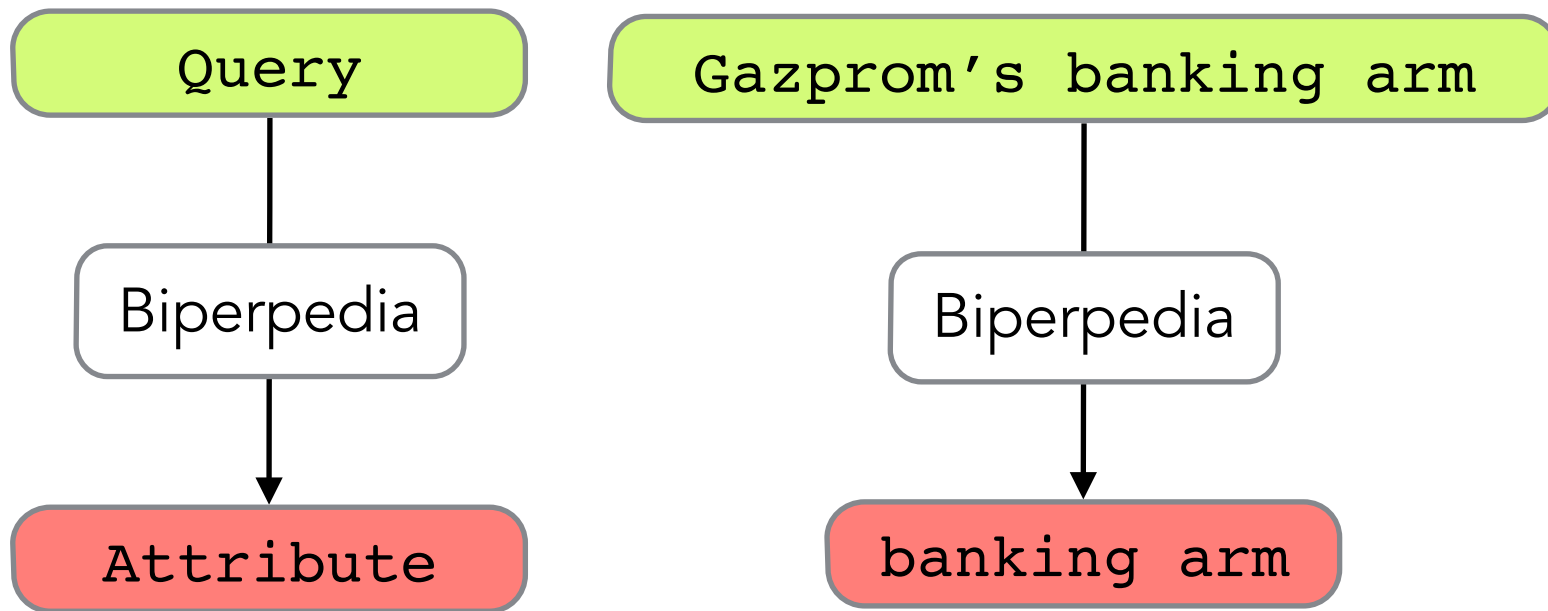 Query
Gazprom’s banking arm
Biperpedia
Biperpedia
Attribute
banking arm